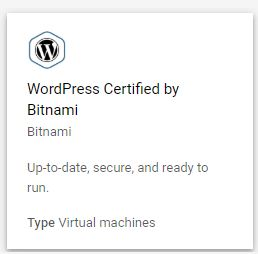 WordPress Certified by
Bitnami
Bitnami
Up-to-date, secure, and ready to
run.
Type Virtual machines